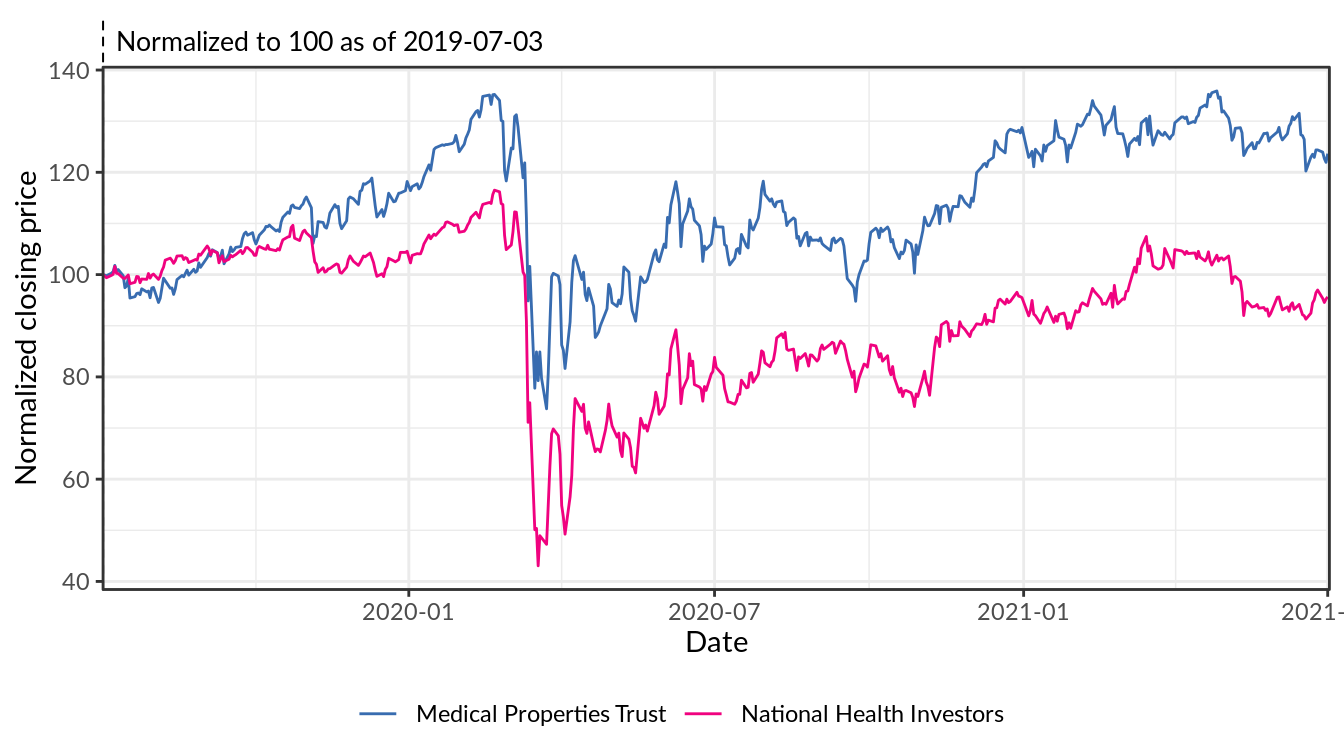 Normalized to 100 as of 2019-07-03
Normalized closing price
140
120
100
80
60
40
2020-01
2020-07
2021-01
2021-
Date
Medical Properties Trust
National Health Investors